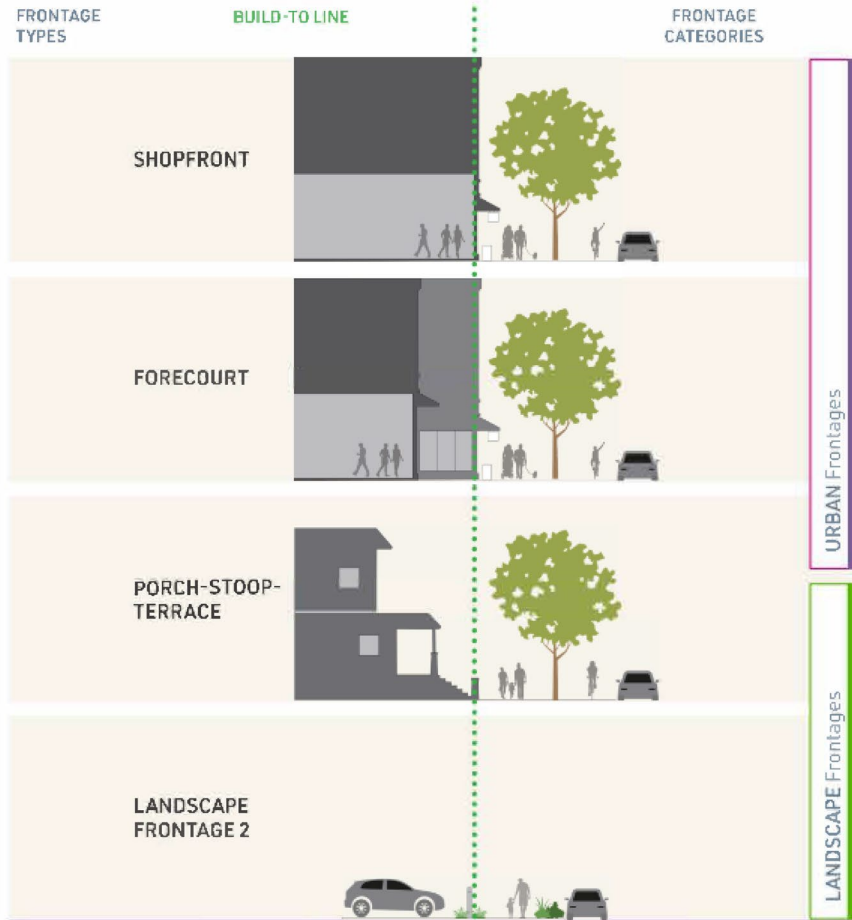 FRONTAGE
TYPES
BUILD-TO LINE
FRONTAGE
CATEGORIES
SHOPFRONT
FORECOURT
PORCH-STOOP-
TERRACE
LANDSCAPE
FRONTAGE 2
URBAN Frontages
LANDSCAPE Frontages